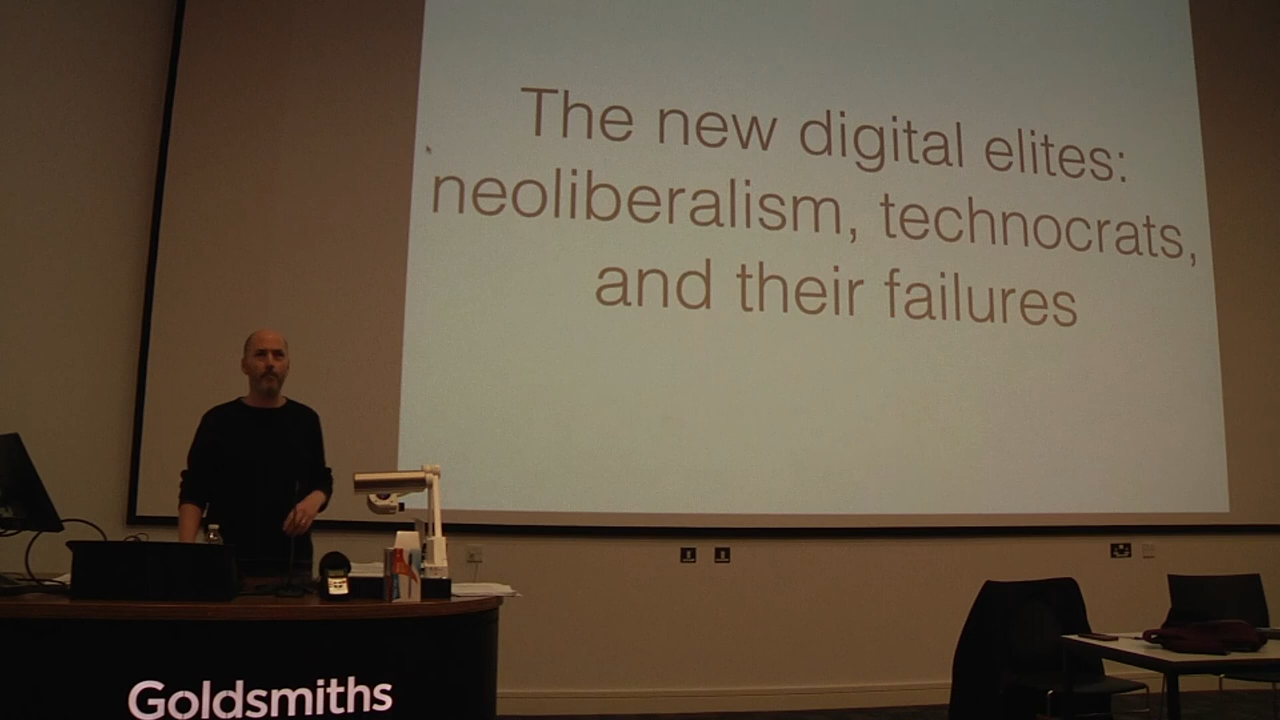 The new digital elites:
neoliberalism, technocrats,
and their failures
Goldsmiths